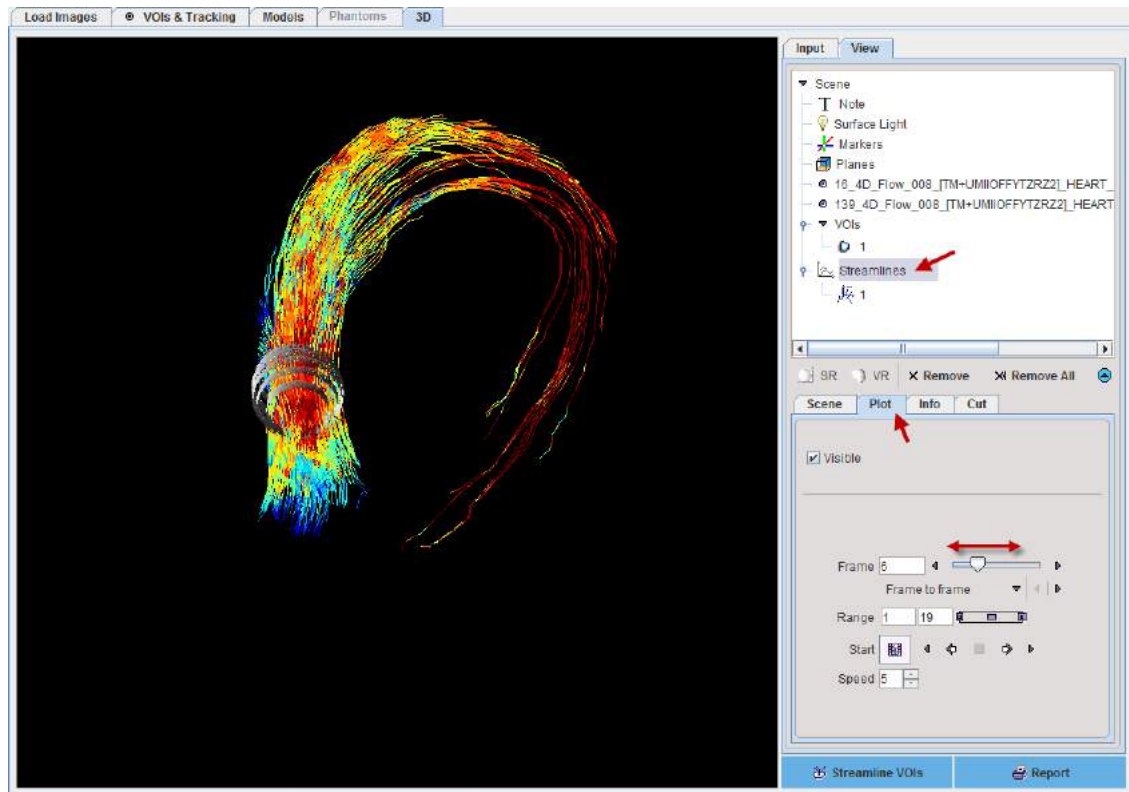 Load Images VOIs & Tracking Models Phantoms 3D
Input View
Scene
Note
Surface Light
Markers
Planes
16_4D_Flow_008_[TM+UMIIOFFYTZRZ2]_HEART_
139_4D_Flow_008_[TM+UMIIOFFYTZRZ2]_HEART
VOIs
1
Streamlines
1
SR VR Remove Remove All
Scene Plot Info Cut
Visible
Frame 6
Frame to frame
Range 1 19
Start
Speed 5
Streamline VOIs Report